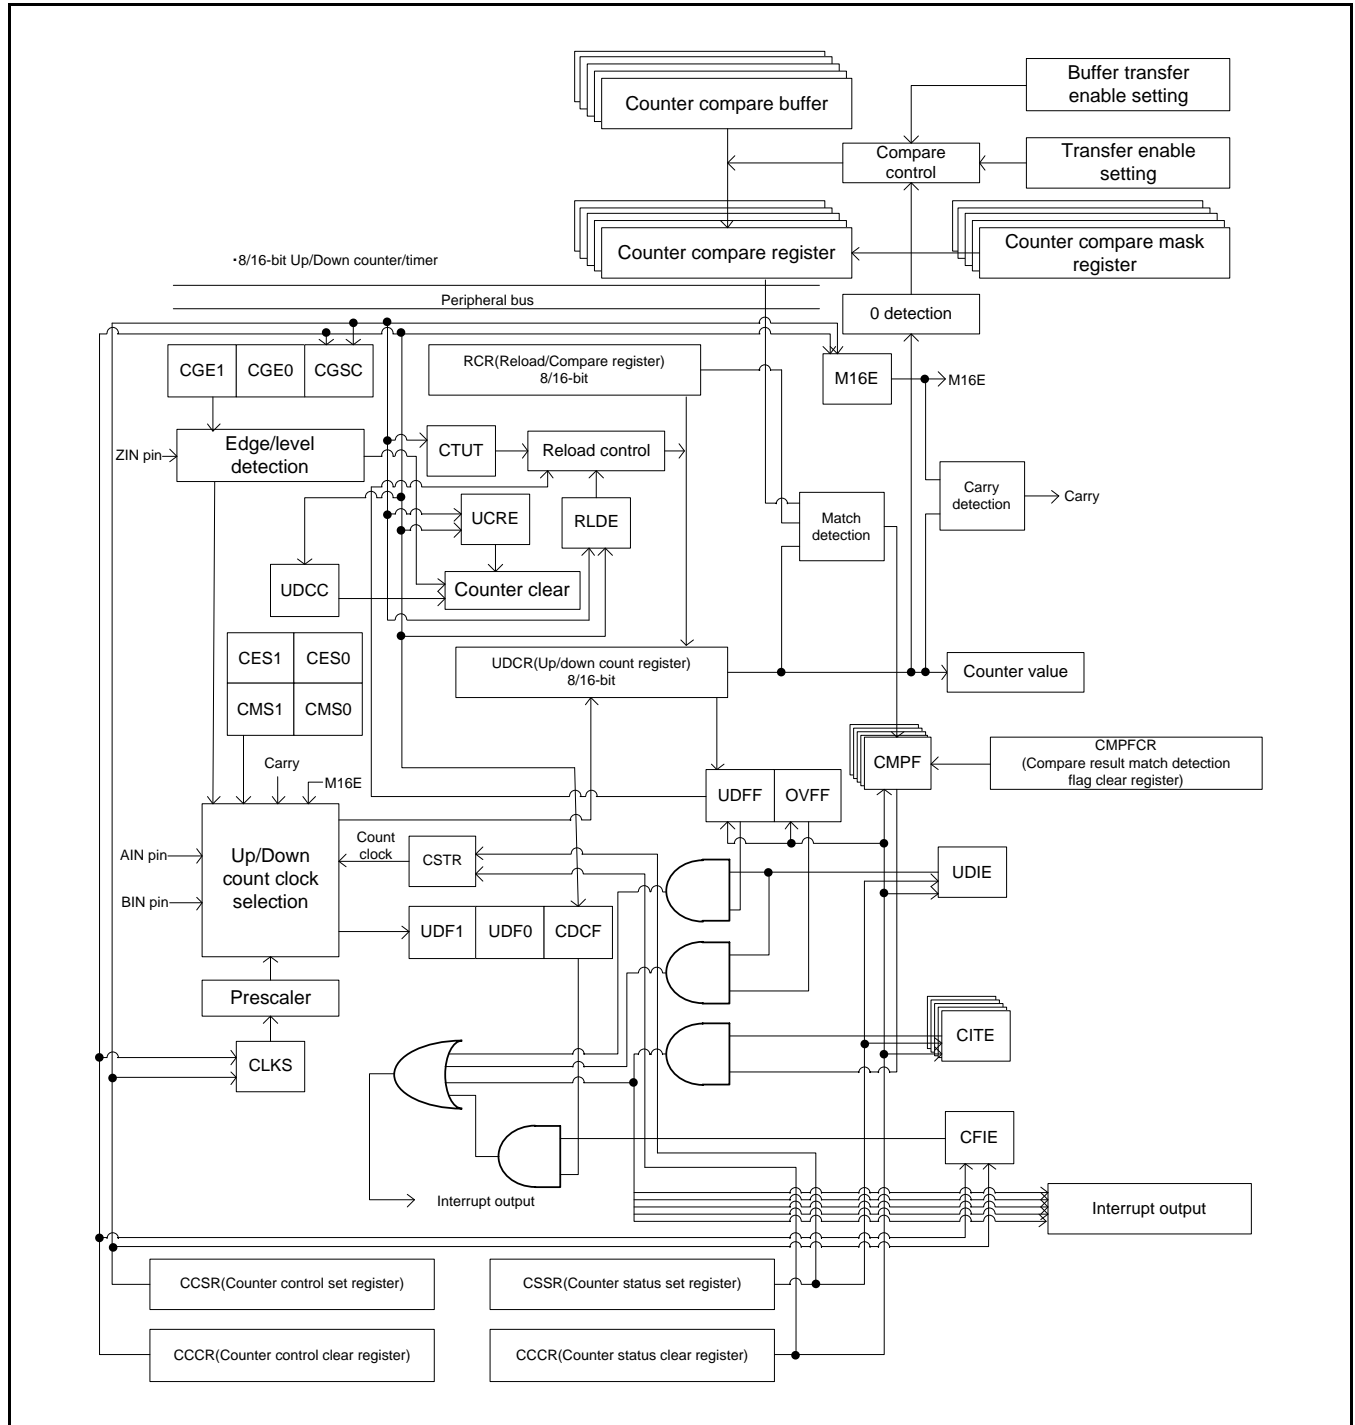 Counter compare buffer
Buffer transfer
enable setting
Compare
control
Transfer enable
setting
Counter compare register
Counter compare mask
register
・8/16-bit Up/Down counter/timer
Peripheral bus
0 detection
CGE1
CGE0
CGSC
RCR(Reload/Compare register)
8/16-bit
M16E
M16E
ZIN pin
Edge/level
detection
CTUT
Reload control
Carry
detection
Carry
UCRE
RLDE
Match
detection
UDCC
Counter clear
CES1
CES0
CMS1
CMS0
UDCR(Up/down count register)
8/16-bit
Counter value
Carry
M16E
UDFF
OVFF
CMPF
CMPFCR
(Compare result match detection
flag clear register)
AIN pin
BIN pin
Up/Down
count clock
selection
Count
clock
CSTR
UDIE
UDF1
UDF0
CDCF
Prescaler
CLKS
CITE
CFIE
Interrupt output
Interrupt output
CCSR(Counter control set register)
CSSR(Counter status set register)
CCCR(Counter control clear register)
CCCR(Counter status clear register)